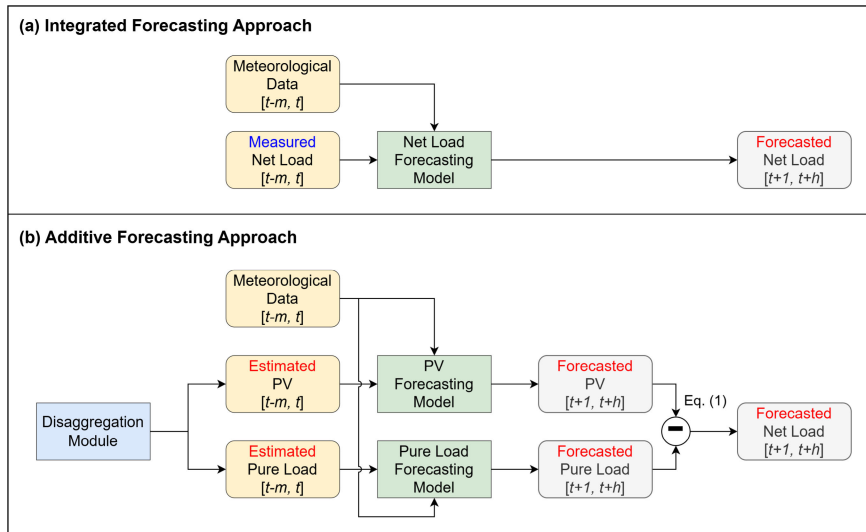 (a) Integrated Forecasting Approach
Meteorological
Data
[t-m, t]
Measured
Net Load
[t-m, t]
Net Load
Forecasting
Model
Forecasted
Net Load
[t+1, t+h]
(b) Additive Forecasting Approach
Meteorological
Data
[t-m, t]
Disaggregation
Module
Estimated
PV
[t-m, t]
PV
Forecasting
Model
Forecasted
PV
[t+1, t+h]
Estimated
Pure Load
[t-m, t]
Pure Load
Forecasting
Model
Forecasted
Pure Load
[t+1, t+h]
Eq. (1)
Forecasted
Net Load
[t+1, t+h]